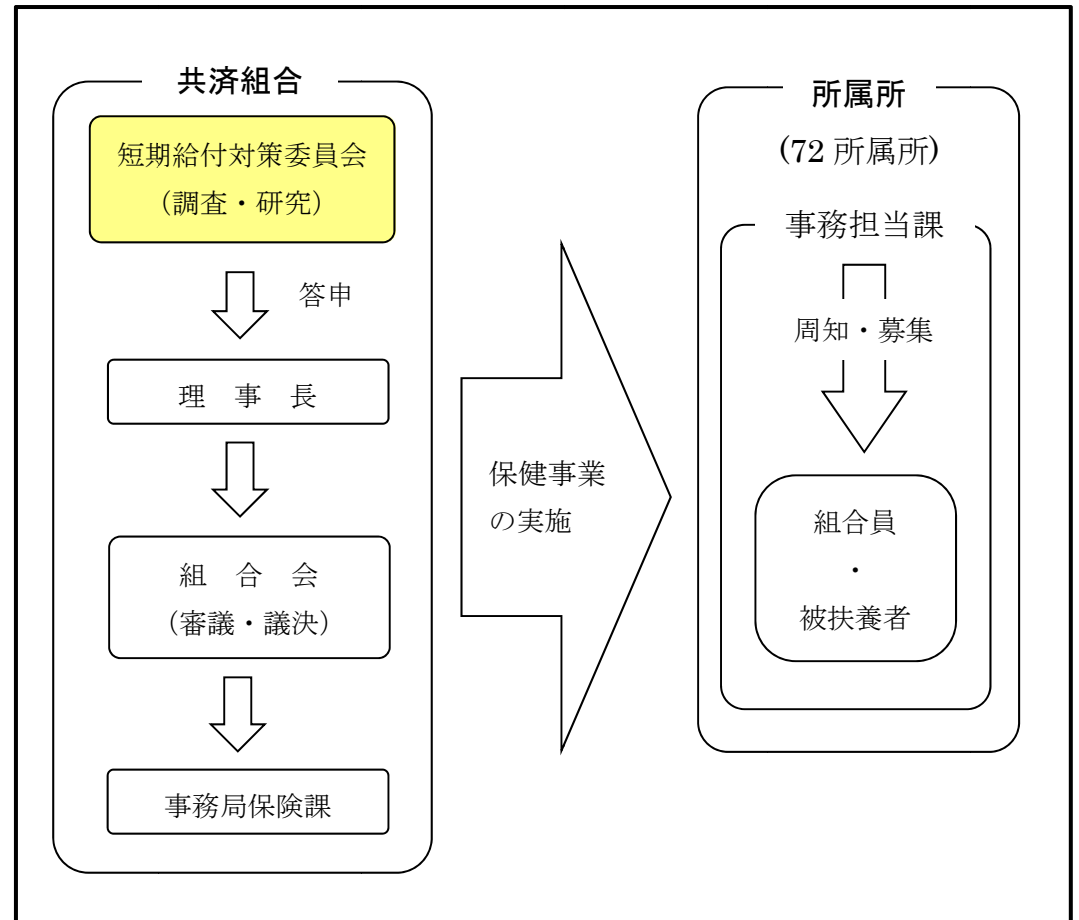 共済組合
短期給付対策委員会
（調査・研究）
答申
理　事　長
組　合　会
（審議・議決）
事務局保険課
保健事業
の実施
所属所
(72 所属所)
事務担当課
周知・募集
組合員
・
被扶養者